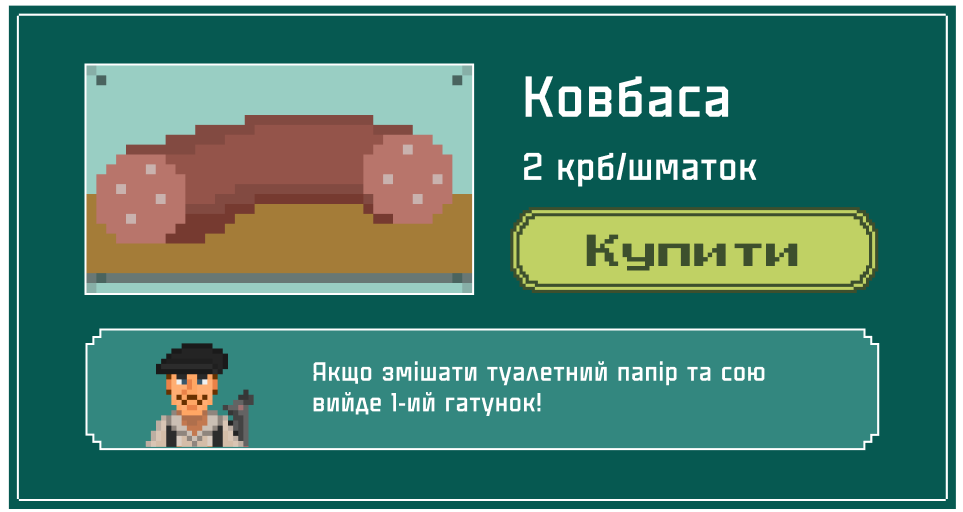 Ковбаса
2 крб/шматок
Купити
Якщо змішати туалетний папір та сою
вийде 1-ий гатунок!